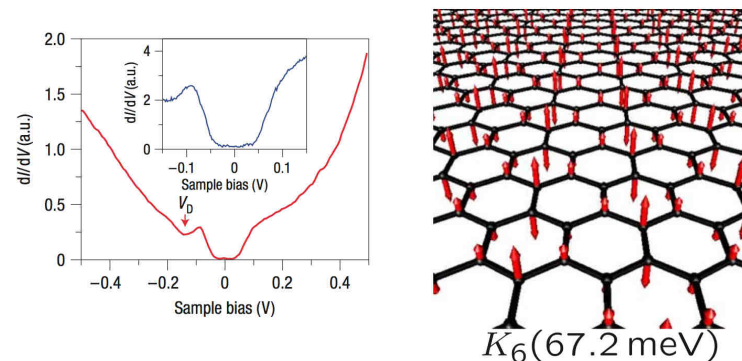 2.0
1.5
1.0
0.5
0
dI/dV (a.u.)
−0.4
−0.2
0
0.2
0.4
Sample bias (V)
V_D
4
2
0
dI/dV (a.u.)
−0.1
0
0.1
Sample bias (V)
K₆(67.2 meV)